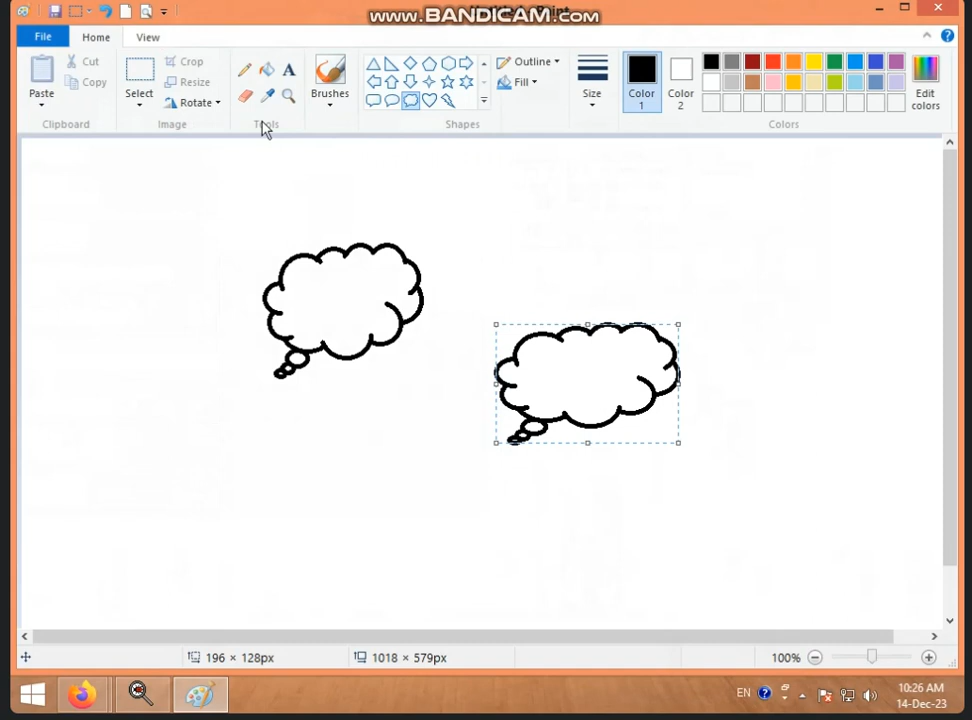 www.BANDICAM.com
File
Home
View
Paste
Cut
Copy
Clipboard
Select
Crop
Resize
Rotate
Image
A
Tools
Brushes
Outline
Fill
Shapes
Size
Color
1
Color
2
Edit
colors
Colors
196 × 128px
1018 × 579px
100%
EN
10:26 AM
14-Dec-23